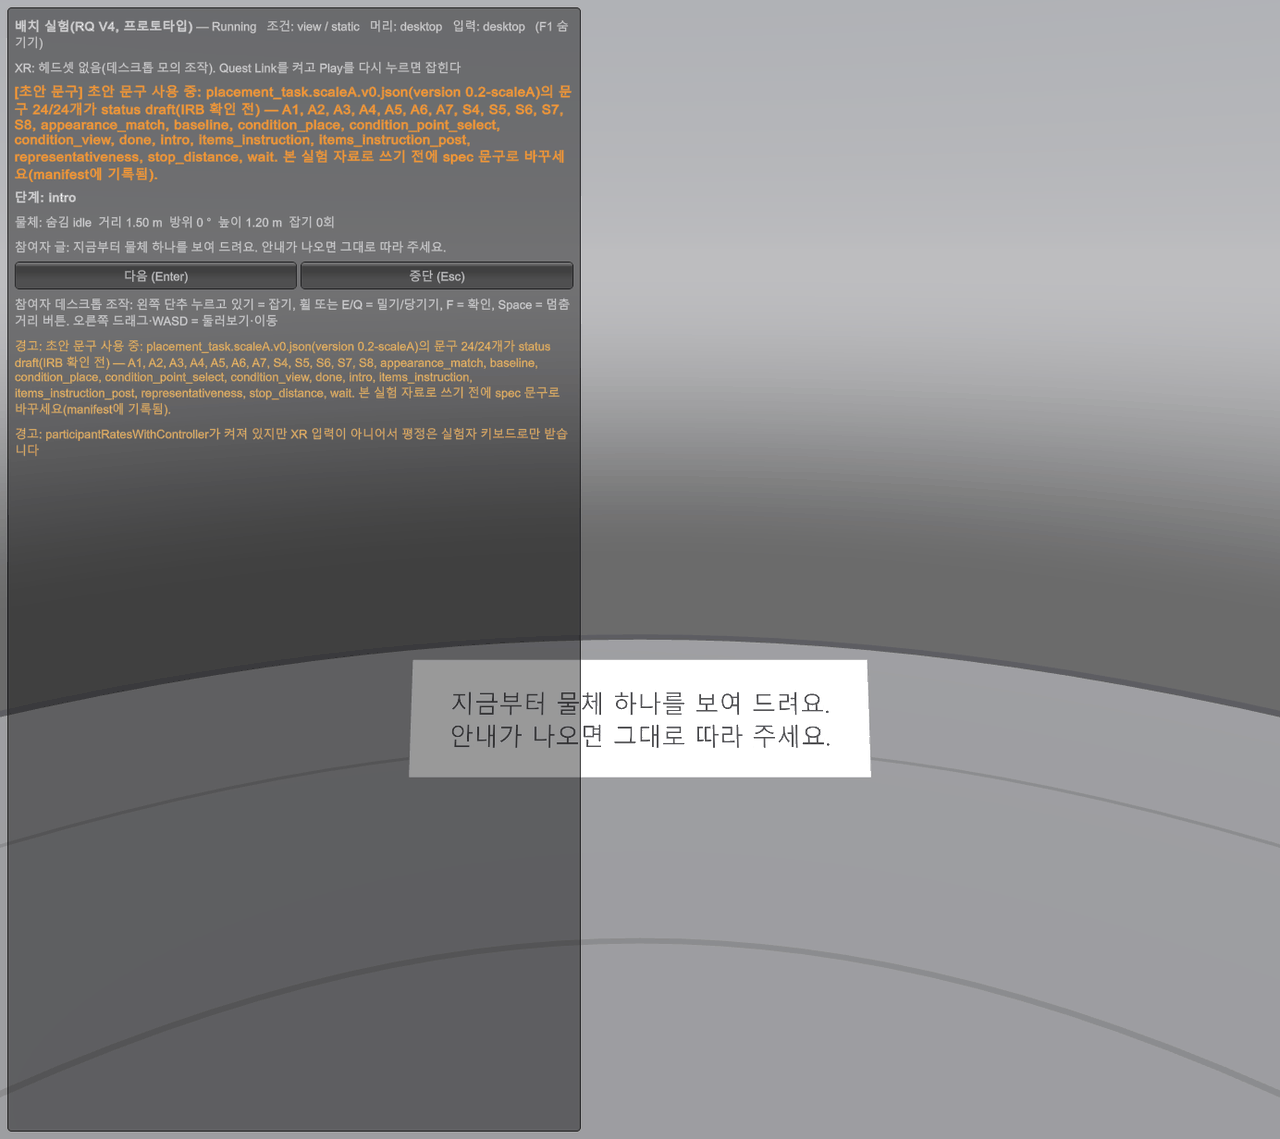 배치 실험(RQ V4, 프로토타입) — Running 조건: view / static 머리: desktop 입력: desktop (F1 숨
기기)
XR: 헤드셋 없음(데스크톱 모의 조작). Quest Link를 켜고 Play를 다시 누르면 잡힌다
[초안 문구] 초안 문구 사용 중: placement_task.scaleA.v0.json(version 0.2-scaleA)의 문
구 24/24개가 status draft(IRB 확인 전) — A1, A2, A3, A4, A5, A6, A7, S4, S5, S6, S7,
S8, appearance_match, baseline, condition_place, condition_point_select,
condition_view, done, intro, items_instruction, items_instruction_post,
representativeness, stop_distance, wait. 본 실험 자료로 쓰기 전에 spec 문구로 바꾸세
요(manifest에 기록됨).
단계: intro
물체: 숨김 idle 거리 1.50 m 방위 0 ° 높이 1.20 m 잡기 0회
참여자 글: 지금부터 물체 하나를 보여 드려요. 안내가 나오면 그대로 따라 주세요.
다음 (Enter) 중단 (Esc)
참여자 데스크톱 조작: 왼쪽 단추 누르고 있기 = 잡기, 휠 또는 E/Q = 밀기/당기기, F = 확인, Space = 멈춤
거리 버튼. 오른쪽 드래그·WASD = 둘러보기·이동
경고: 초안 문구 사용 중: placement_task.scaleA.v0.json(version 0.2-scaleA)의 문구 24/24개가 status
draft(IRB 확인 전) — A1, A2, A3, A4, A5, A6, A7, S4, S5, S6, S7, S8, appearance_match, baseline,
condition_place, condition_point_select, condition_view, done, intro, items_instruction,
items_instruction_post, representativeness, stop_distance, wait. 본 실험 자료로 쓰기 전에 spec 문구로
바꾸세요(manifest에 기록됨).
경고: participantRatesWithController가 켜져 있지만 XR 입력이 아니어서 평정은 실험자 키보드로만 받습
니다
지금부터 물체 하나를 보여 드려요.
안내가 나오면 그대로 따라 주세요.